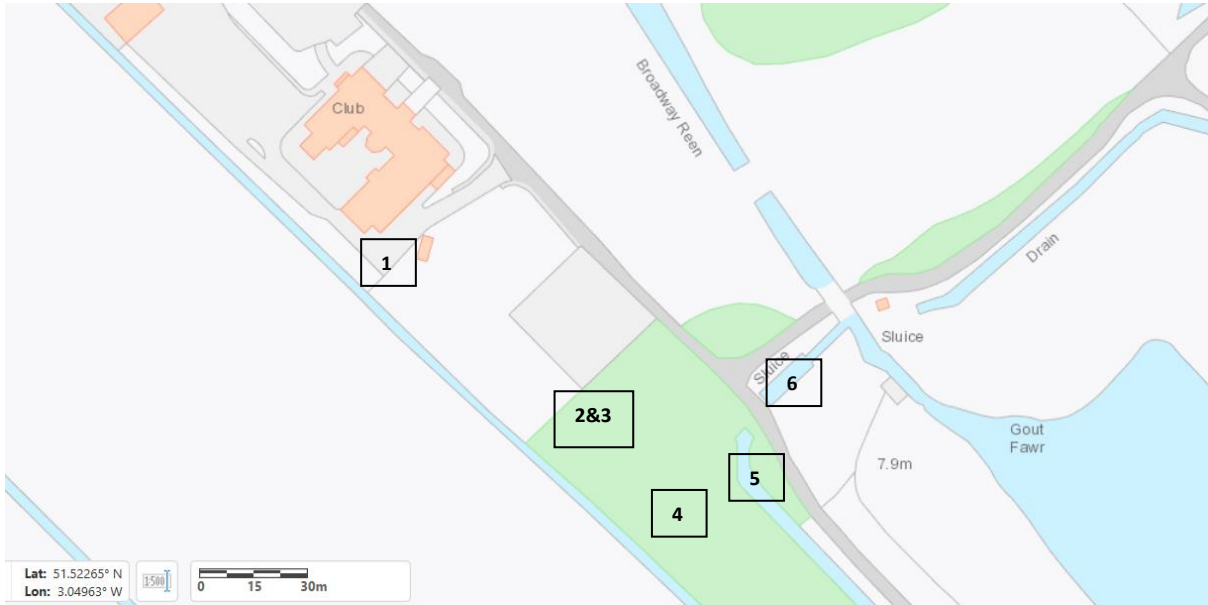 Club
Broadway Reen
Drain
1
Sluice
Sluice
6
2&3
Gout
Fawr
7.9m
5
4
Lat: 51.52265° N
Lon: 3.04963° W
1:500
0 15 30m